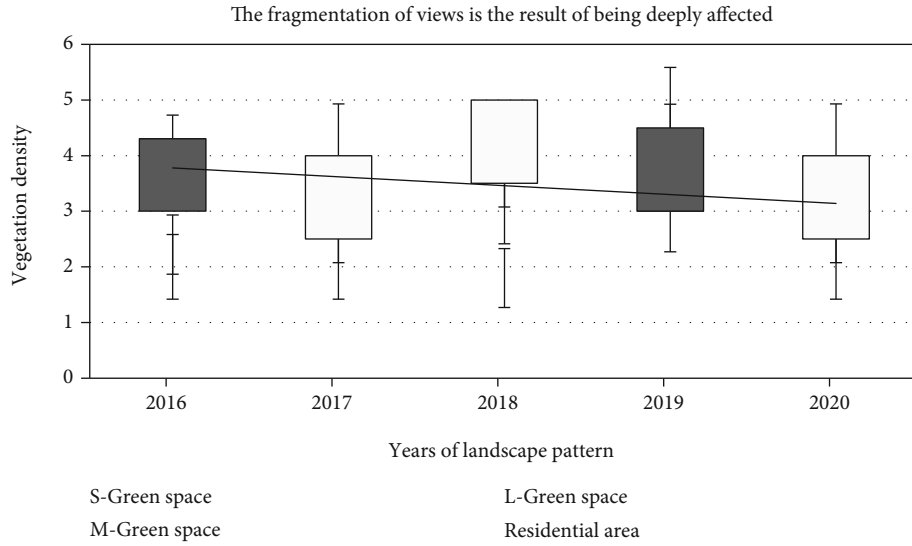 The fragmentation of views is the result of being deeply affected
6
5
4
3
2
1
0
Vegetation density
2016 2017 2018 2019 2020
Years of landscape pattern
S-Green space L-Green space
M-Green space Residential area